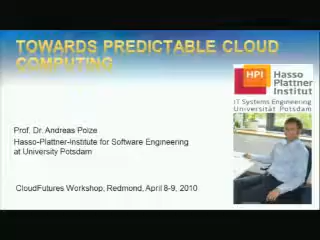 TOWARDS PREDICTABLE CLOUD
COMPUTING
HPI
Hasso
Plattner
Institut
IT Systems Engineering
Universität Potsdam
Prof. Dr. Andreas Polze
Hasso-Plattner-Institute for Software Engineering
at University Potsdam
CloudFutures Workshop, Redmond, April 8-9, 2010